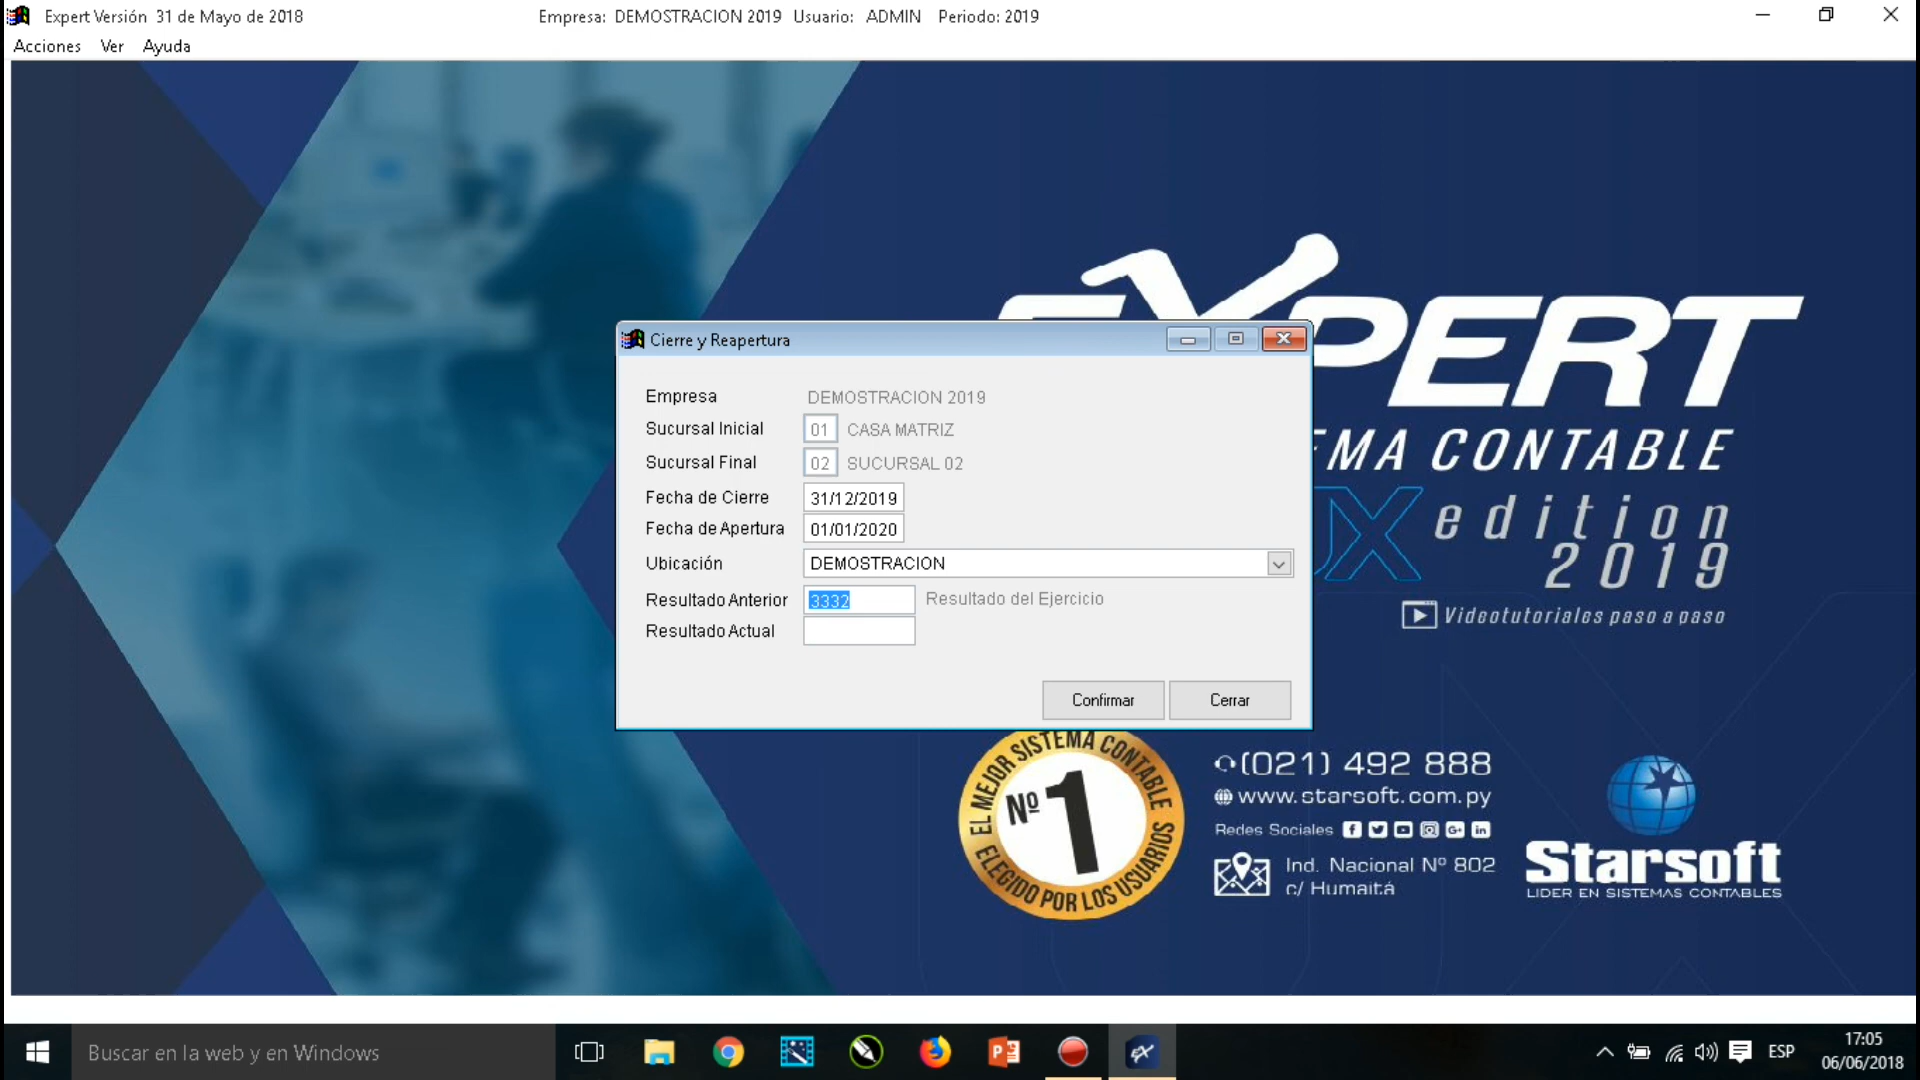 Expert Versión 31 de Mayo de 2018
Empresa: DEMOSTRACION 2019 Usuario: ADMIN Periodo: 2019
Acciones Ver Ayuda
EXPERT
Cierre y Reapertura
Empresa DEMOSTRACION 2019
Sucursal Inicial 01 CASA MATRIZ
Sucursal Final 02 SUCURSAL 02
Fecha de Cierre 31/12/2019
Fecha de Apertura 01/01/2020
Ubicación DEMOSTRACION
Resultado Anterior 3332 Resultado del Ejercicio
Resultado Actual
Confirmar Cerrar
EMA CONTABLE
X edition
2019
Videotutoriales paso a paso
EL MEJOR SISTEMA CONTABLE
Nº 1
ELEGIDO POR LOS USUARIOS
(021) 492 888
www.starsoft.com.py
Redes Sociales
Ind. Nacional Nº 802
c/ Humaitá
Starsoft
LIDER EN SISTEMAS CONTABLES
Buscar en la web y en Windows
ESP
17:05
06/06/2018